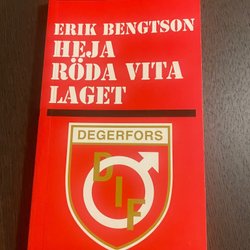 ERIK BENGTSON
HEJA
RÖDA VITA
LAGET
DEGERFORS
DIF